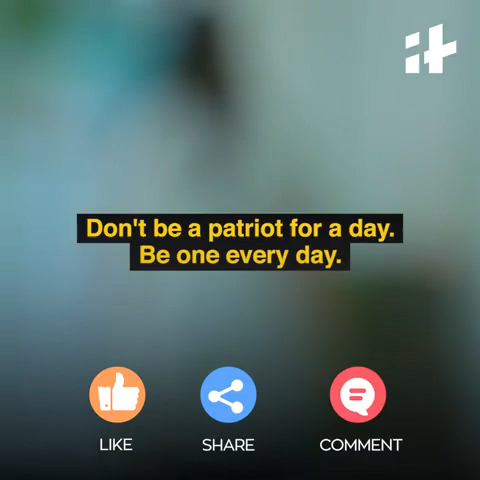 Don't be a patriot for a day.
Be one every day.
LIKE SHARE COMMENT